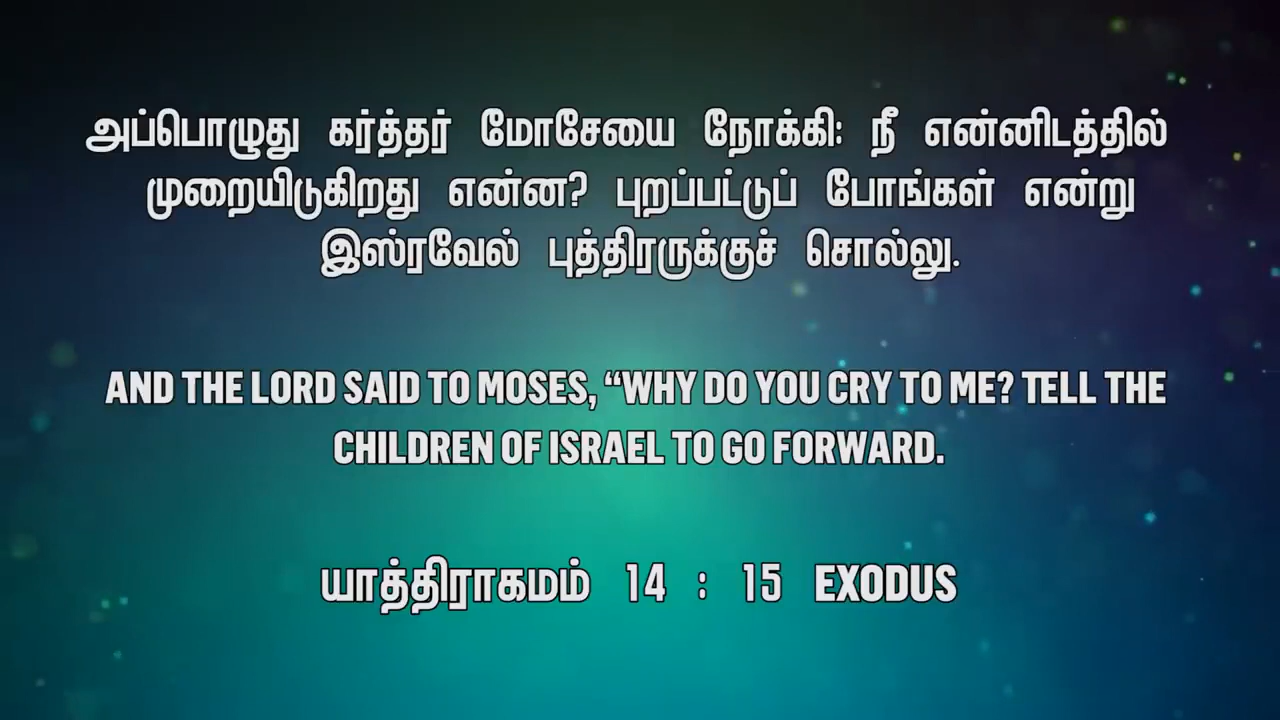 அப்பொழுது கர்த்தர் மோசேயை நோக்கி: நீ என்னிடத்தில்
முறையிடுகிறது என்ன? புறப்பட்டுப் போங்கள் என்று
இஸ்ரவேல் புத்திரருக்குச் சொல்லு.
AND THE LORD SAID TO MOSES, “WHY DO YOU CRY TO ME? TELL THE
CHILDREN OF ISRAEL TO GO FORWARD.
யாத்திராகமம் 14 : 15 EXODUS